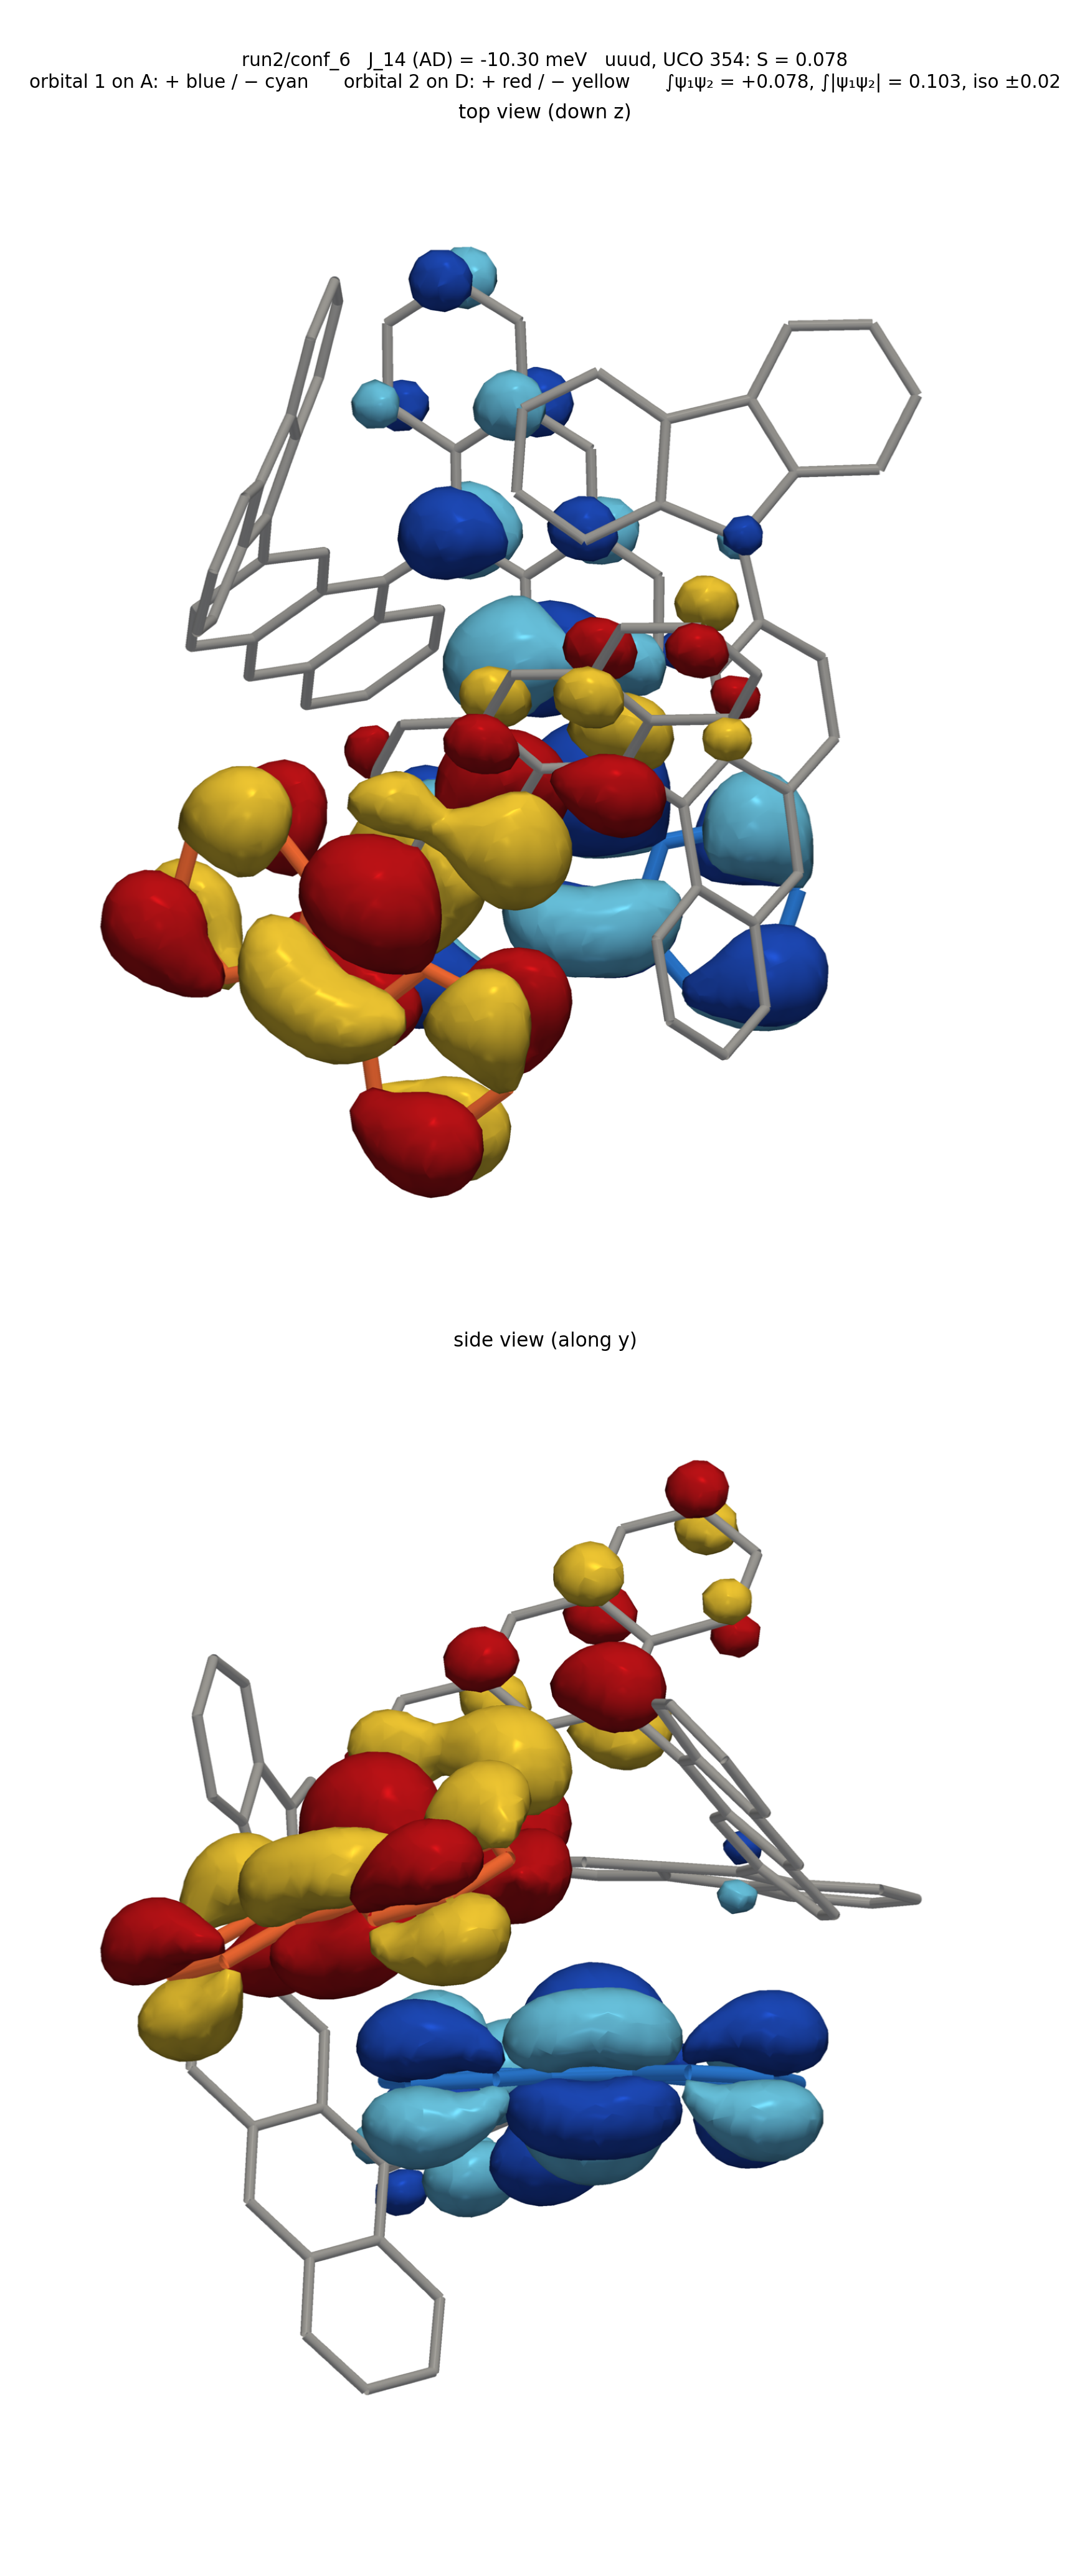 run2/conf_6   J_14 (AD) = -10.30 meV   uuud, UCO 354: S = 0.078
orbital 1 on A: + blue / − cyan      orbital 2 on D: + red / − yellow      ∫ψ₁ψ₂ = +0.078, ∫|ψ₁ψ₂| = 0.103, iso ±0.02
top view (down z)
side view (along y)